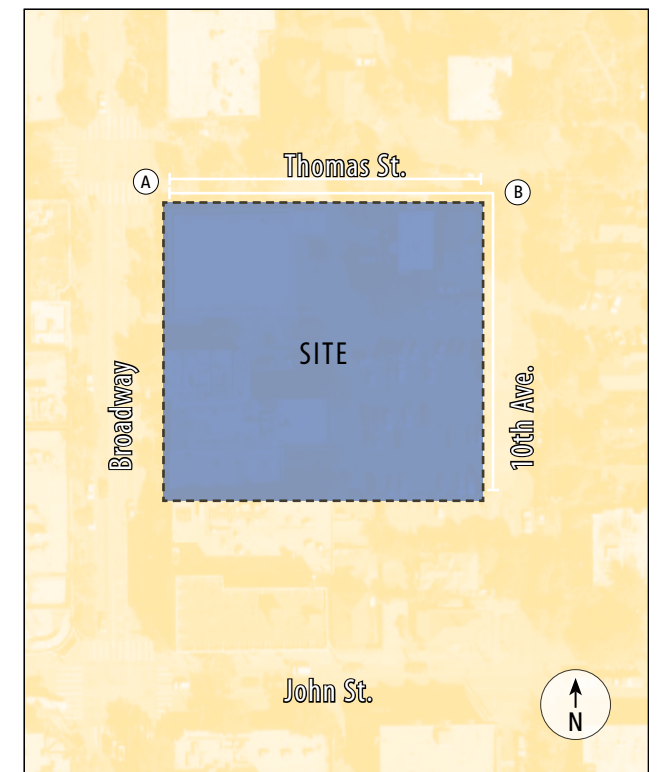 Thomas St.
A
B
SITE
Broadway
10th Ave.
John St.
N